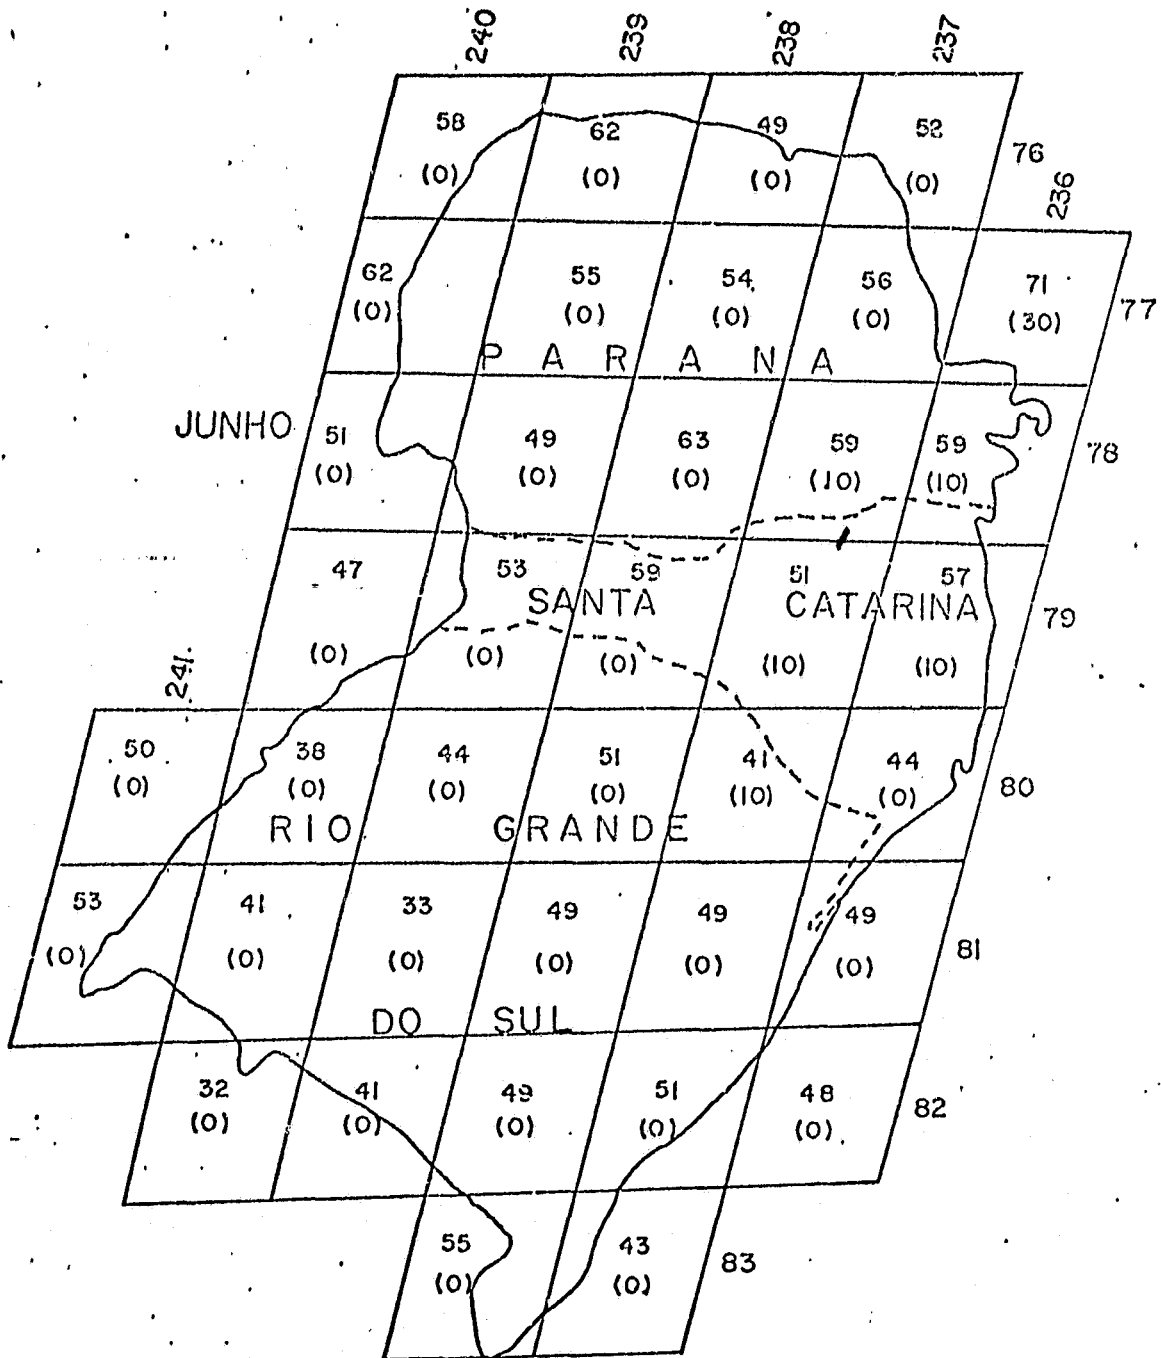 240 239 238 237
58 62 49 52
(0) (0) (0) (0) 76
236
62 55 54 56 71
(0) (0) (0) (0) (30) 77
P A R A N A
JUNHO 51 49 63 59 59
(0) (0) (0) (10) (10) 78
47 53 59 51 57
SANTA CATARINA 79
(0) (0) (0) (10) (10)
241
50 38 44 51 41 44
(0) (0) (0) (0) (10) (0) 80
RIO GRANDE
53 41 33 49 49 49
(0) (0) (0) (0) (0) (0) 81
DO SUL
32 41 49 51 48
(0) (0) (0) (0) (0) 82
55 43
(0) (0) 83